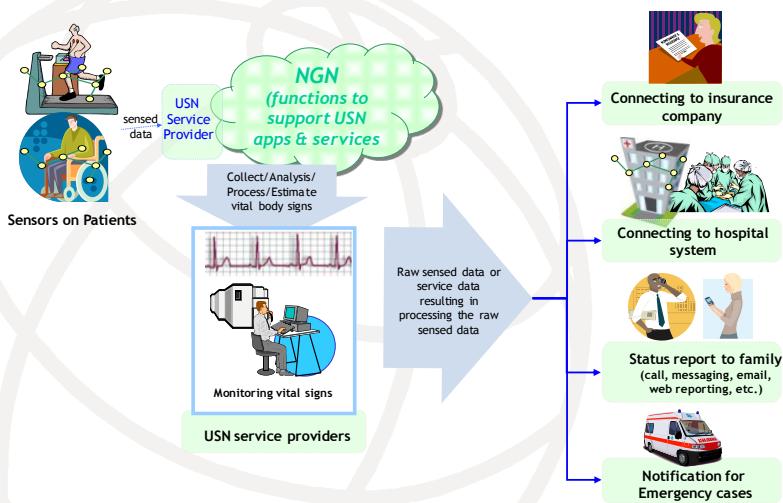 Sensors on Patients
sensed
data
USN
Service
Provider
NGN
(functions to
support USN
apps & services
Collect/Analysis/
Process/Estimate
vital body signs
Monitoring vital signs
USN service providers
Raw sensed data or
service data
resulting in
processing the raw
sensed data
Connecting to insurance
company
H
Connecting to hospital
system
Status report to family
(call, messaging, email,
web reporting, etc.)
Notification for
Emergency cases